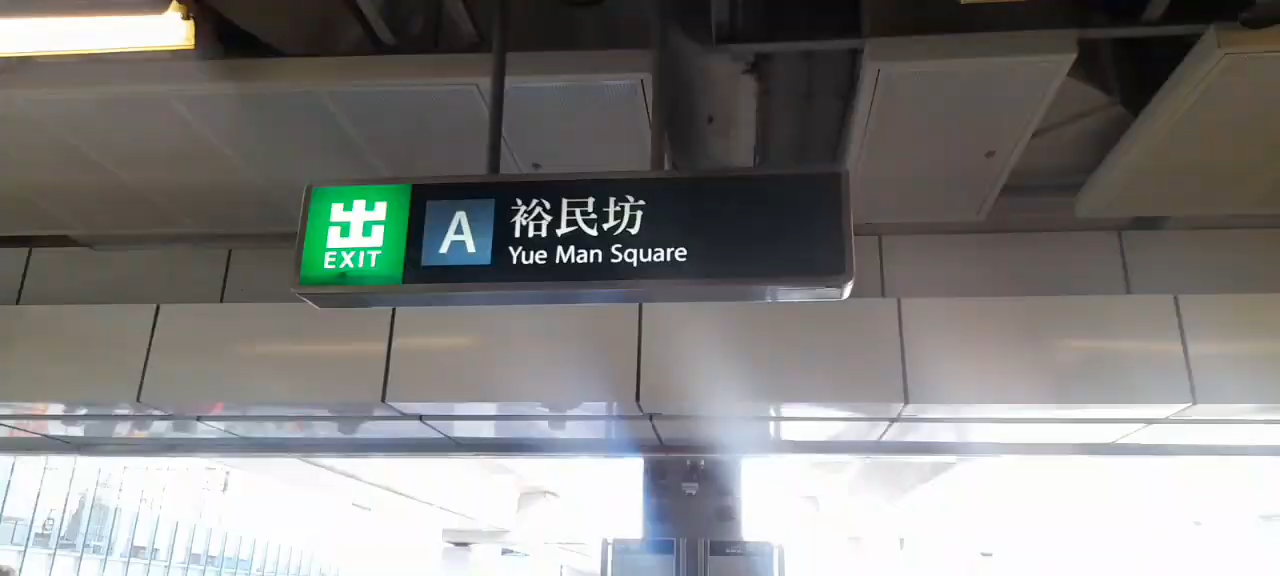 出
EXIT
A
裕民坊
Yue Man Square